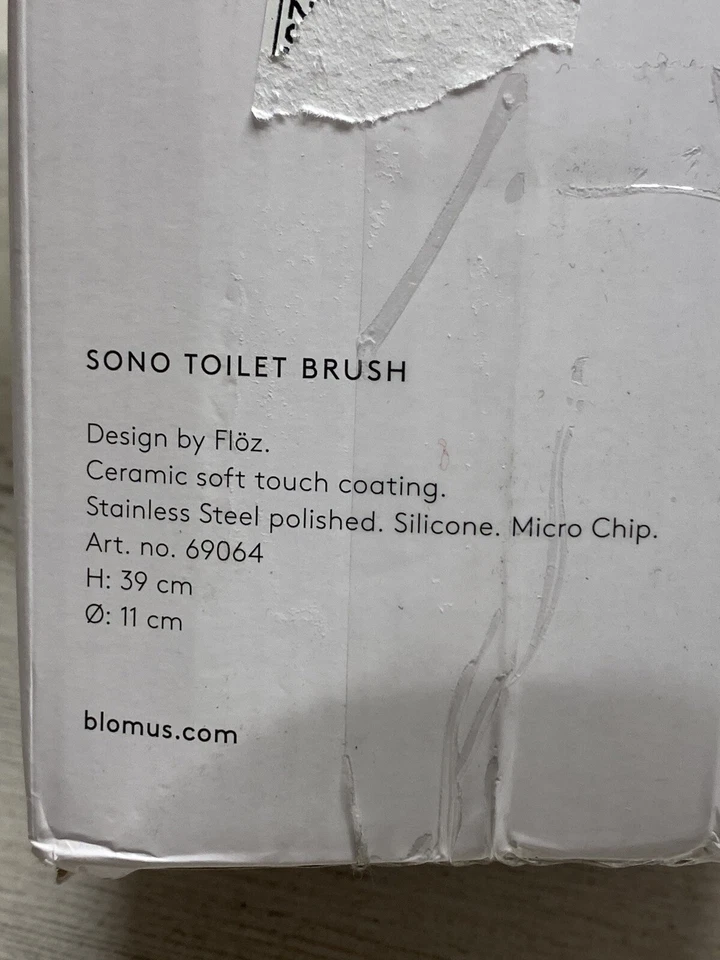 SONO TOILET BRUSH
Design by Flöz.
Ceramic soft touch coating.
Stainless Steel polished. Silicone. Micro Chip.
Art. no. 69064
H: 39 cm
Ø: 11 cm
blomus.com